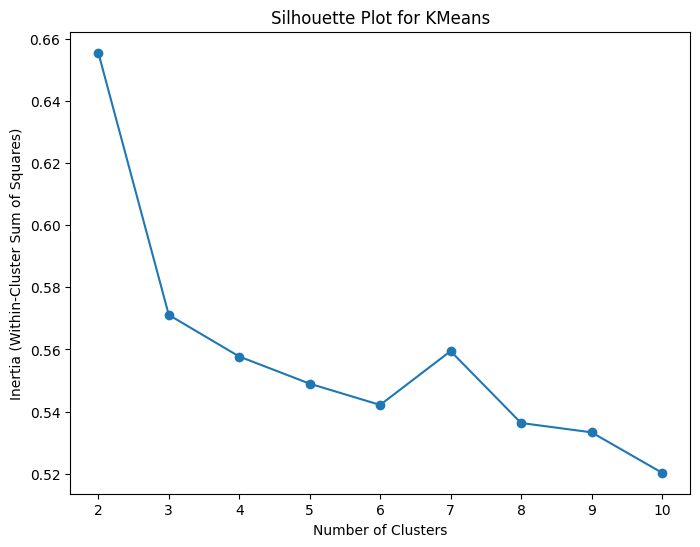 Silhouette Plot for KMeans
Inertia (Within-Cluster Sum of Squares)
0.66
0.64
0.62
0.60
0.58
0.56
0.54
0.52
2 3 4 5 6 7 8 9 10
Number of Clusters